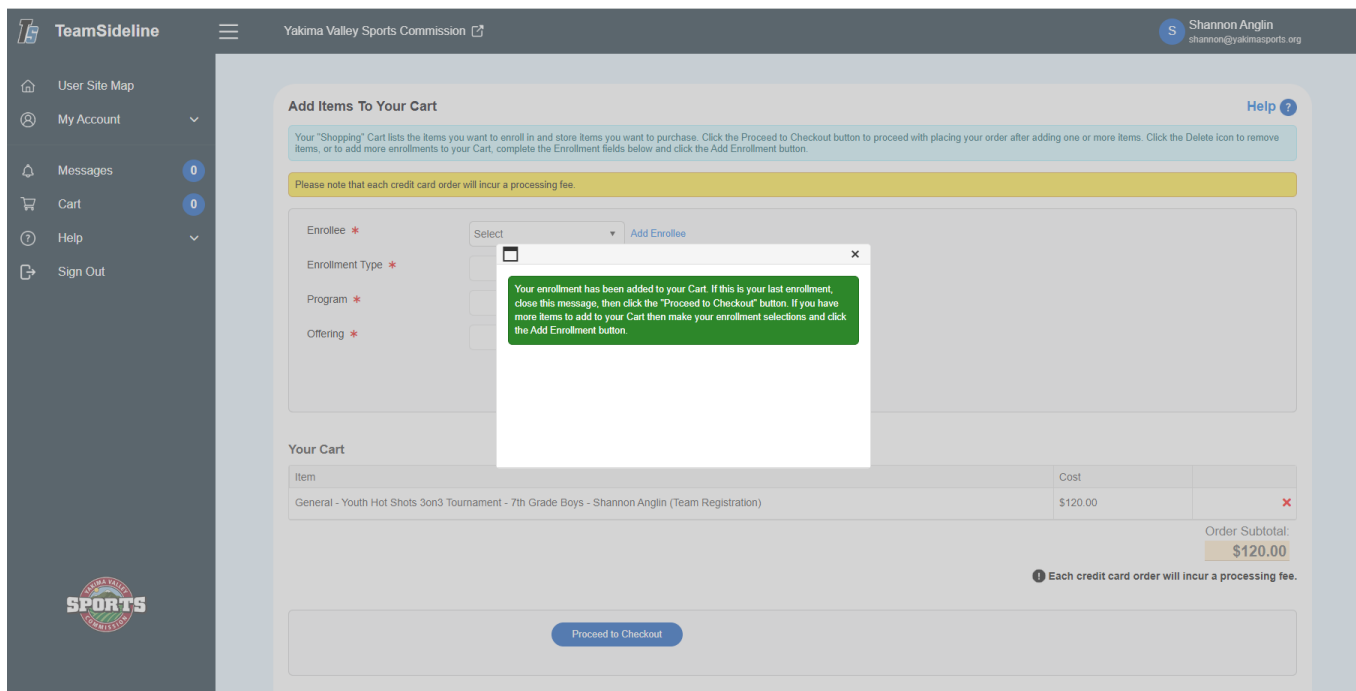 TS TeamSideline
Yakima Valley Sports Commission
S Shannon Anglin
shannon@yakimasports.org
User Site Map
My Account
Messages 0
Cart 0
Help
Sign Out
Add Items To Your Cart
Help ?
Your "Shopping" Cart lists the items you want to enroll in and store items you want to purchase. Click the Proceed to Checkout button to proceed with placing your order after adding one or more items. Click the Delete icon to remove
items, or to add more enrollments to your Cart, complete the Enrollment fields below and click the Add Enrollment button.
Please note that each credit card order will incur a processing fee.
Enrollee * Select Add Enrollee
Enrollment Type *
Program *
Offering *
Your enrollment has been added to your Cart. If this is your last enrollment,
close this message, then click the "Proceed to Checkout" button. If you have
more items to add to your Cart then make your enrollment selections and click
the Add Enrollment button.
Your Cart
Item Cost
General - Youth Hot Shots 3on3 Tournament - 7th Grade Boys - Shannon Anglin (Team Registration) $120.00
Order Subtotal:
$120.00
Each credit card order will incur a processing fee.
Proceed to Checkout
YAKIMA VALLEY
SPORTS
COMMISSION